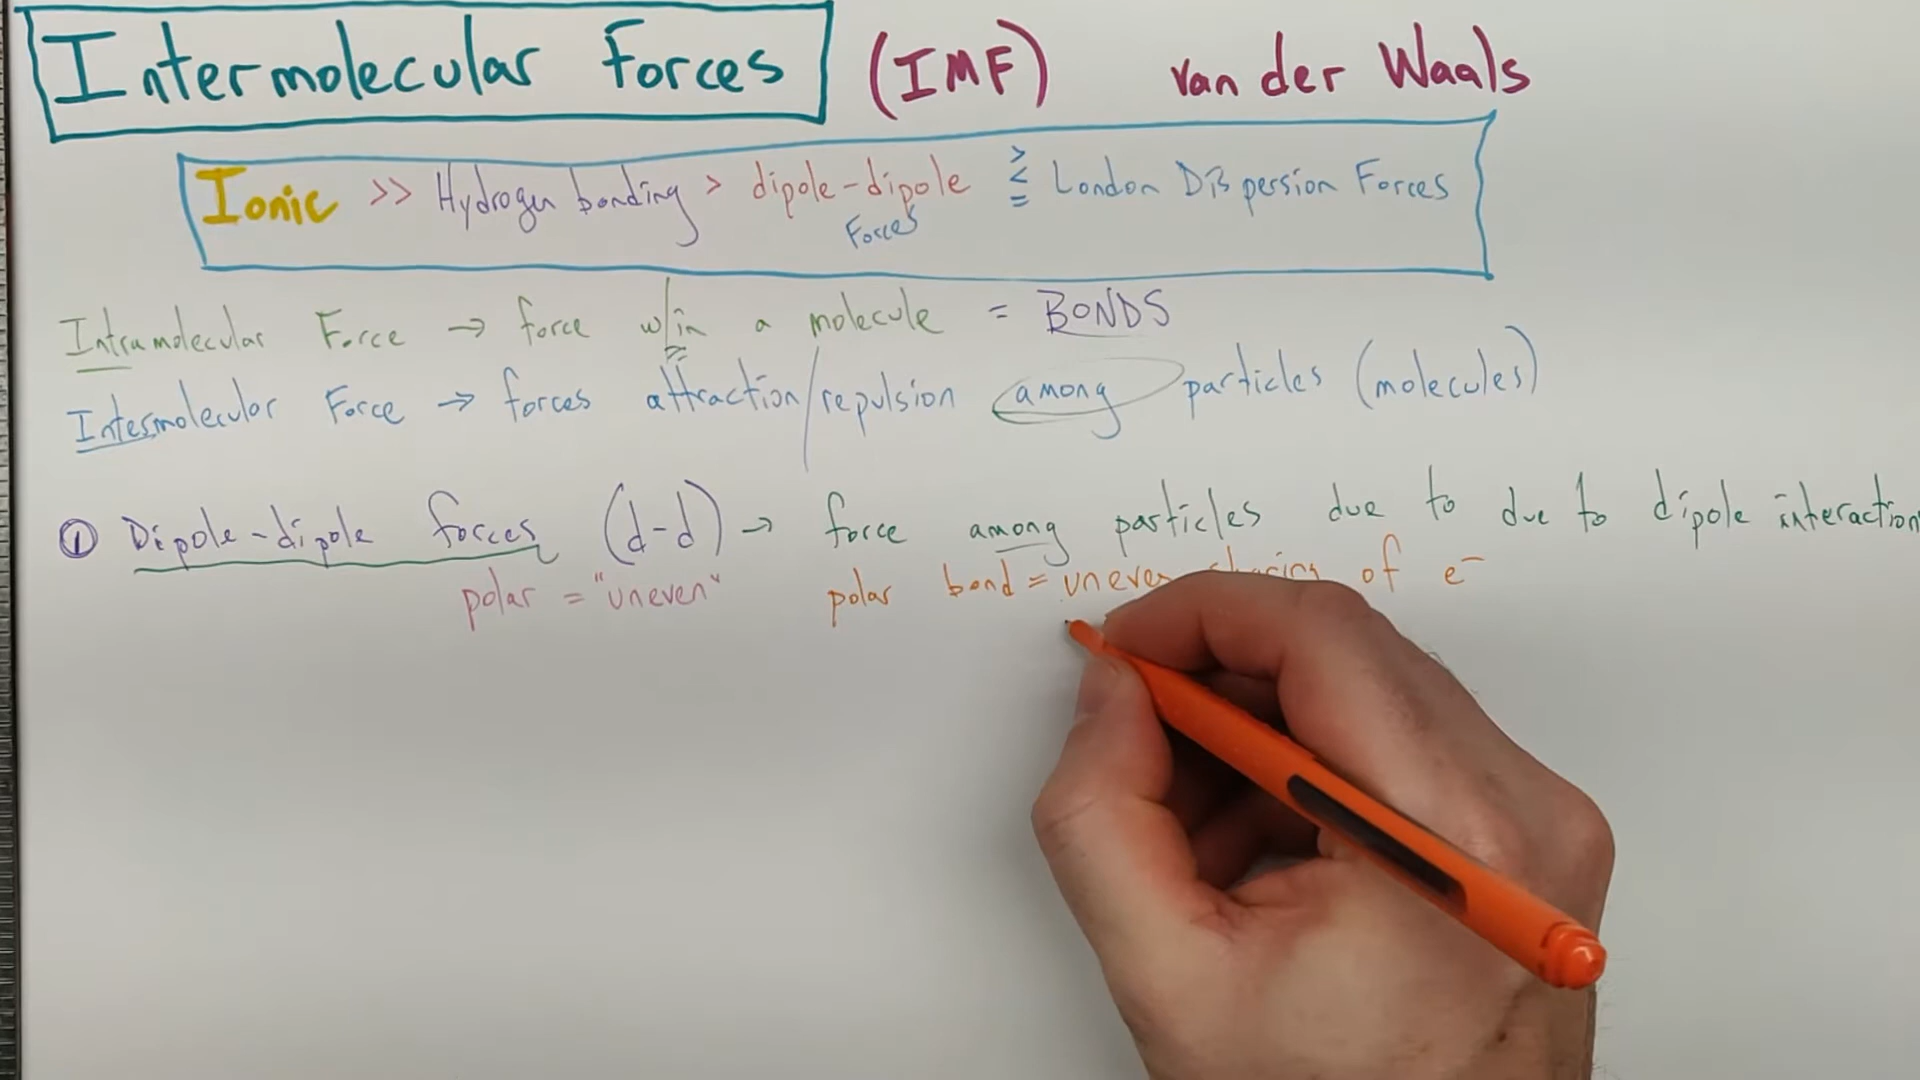 Intermolecular Forces (IMF) van der Waals
Ionic >> Hydrogen bonding > dipole-dipole > < = London Dispersion Forces
Forces
Intramolecular Force → force w/in a molecule = BONDS
Intermolecular Force → forces attraction/repulsion among particles (molecules)
① Dipole-dipole forces (d-d) → force among particles due to due to dipole interaction
polar = "uneven" polar bond = uneven sharing of e⁻